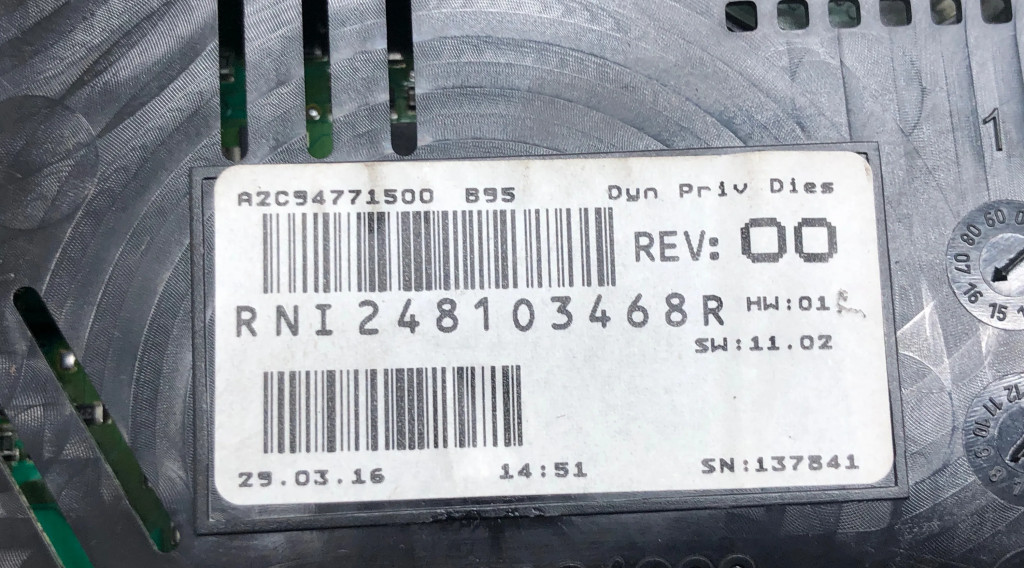 A2C94771500 B95 Dyn Priv Dies
REV: 00
RNI248103468R HW:01
SW:11.02
29.03.16 14:51 SN:137841
1